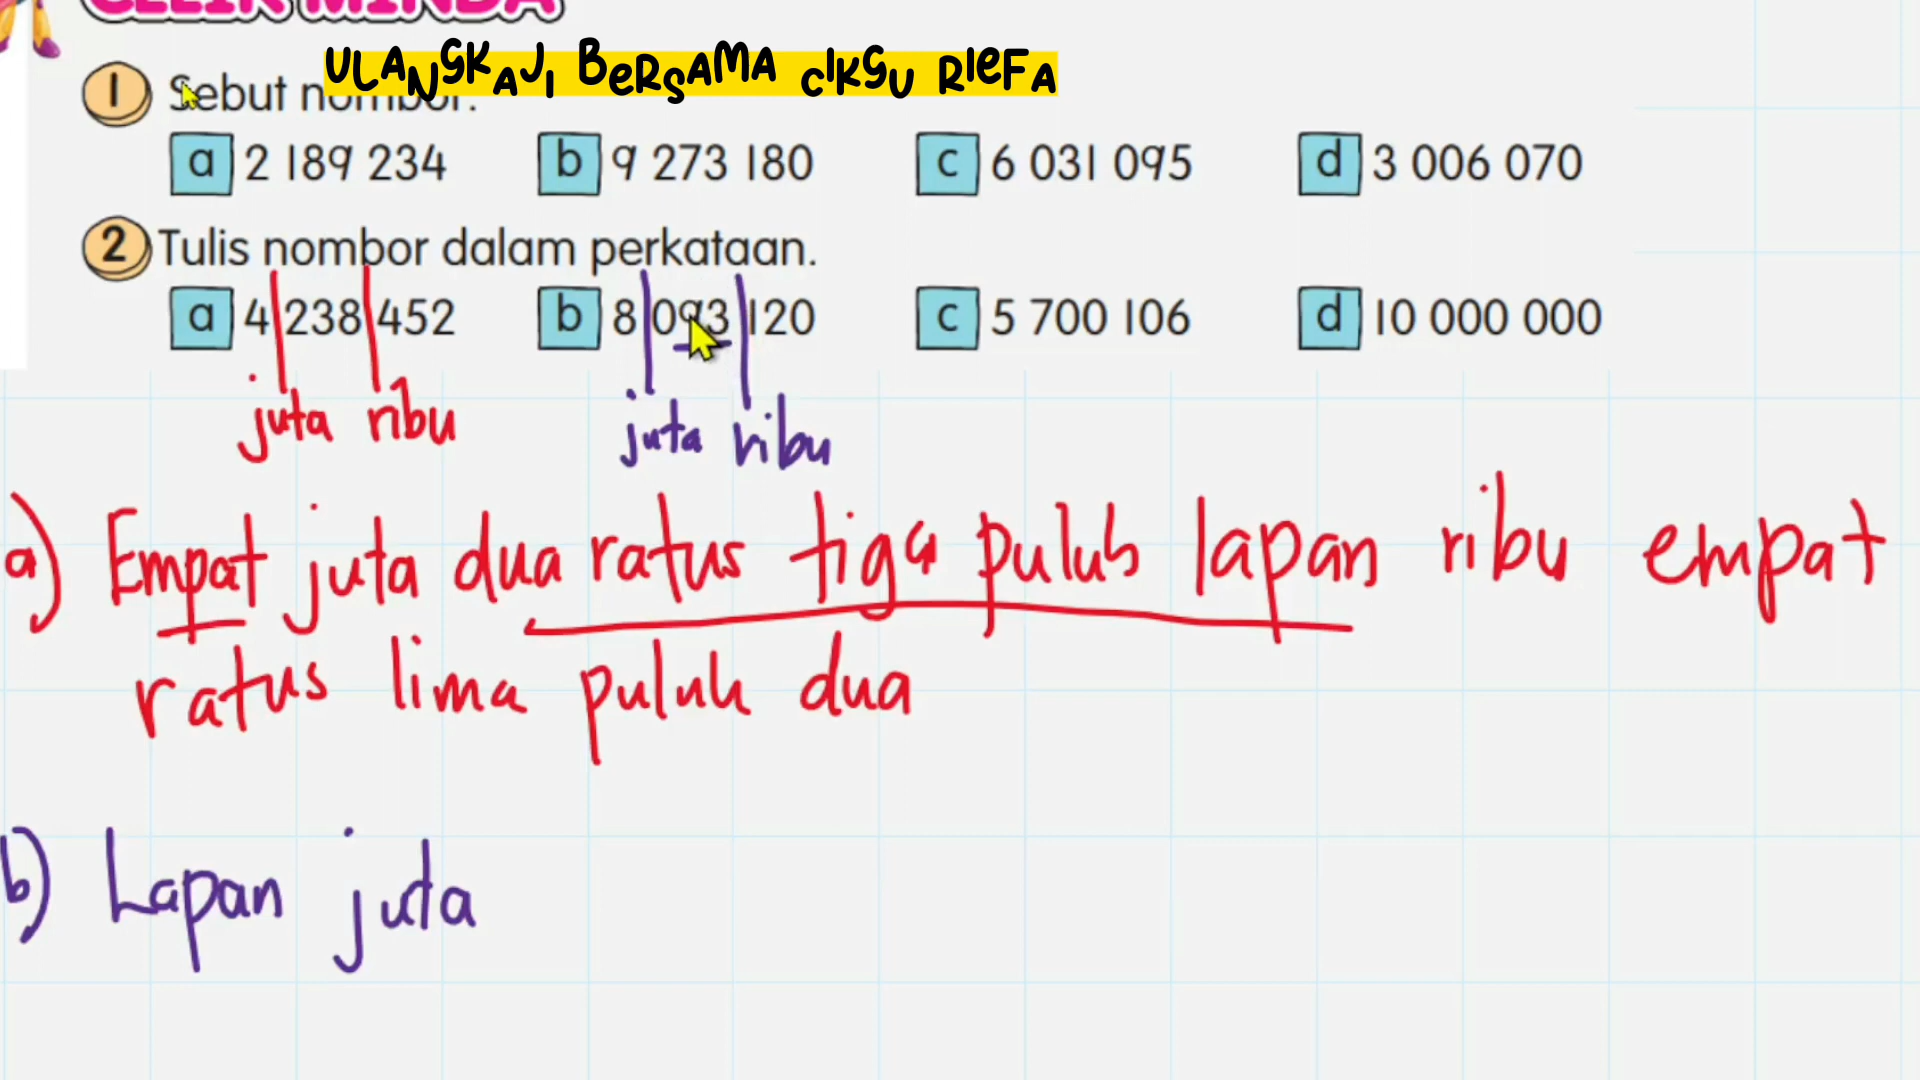 CELIK MINDA
ULANGKAJI BERSAMA CIKGU RIEFA
1 Sebut nombor.
a 2 189 234 b 9 273 180 c 6 031 095 d 3 006 070
2 Tulis nombor dalam perkataan.
a 4 238 452 b 8 093 120 c 5 700 106 d 10 000 000
juta ribu juta ribu
a) Empat juta dua ratus tiga puluh lapan ribu empat
ratus lima puluh dua
b) Lapan juta